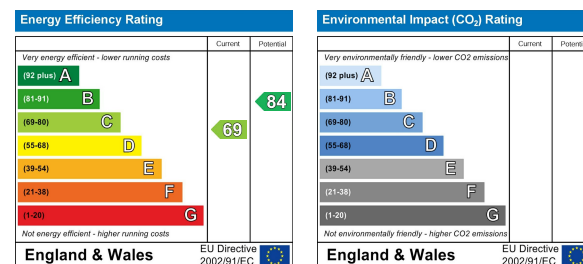 Energy Efficiency Rating
Current Potential
Very energy efficient - lower running costs
(92 plus) A
(81-91) B
84
(69-80) C
69
(55-68) D
(39-54) E
(21-38) F
(1-20) G
Not energy efficient - higher running costs
England & Wales
EU Directive
2002/91/EC
Environmental Impact (CO₂) Rating
Current Potential
Very environmentally friendly - lower CO2 emissions
(92 plus) A
(81-91) B
(69-80) C
(55-68) D
(39-54) E
(21-38) F
(1-20) G
Not environmentally friendly - higher CO2 emissions
England & Wales
EU Directive
2002/91/EC